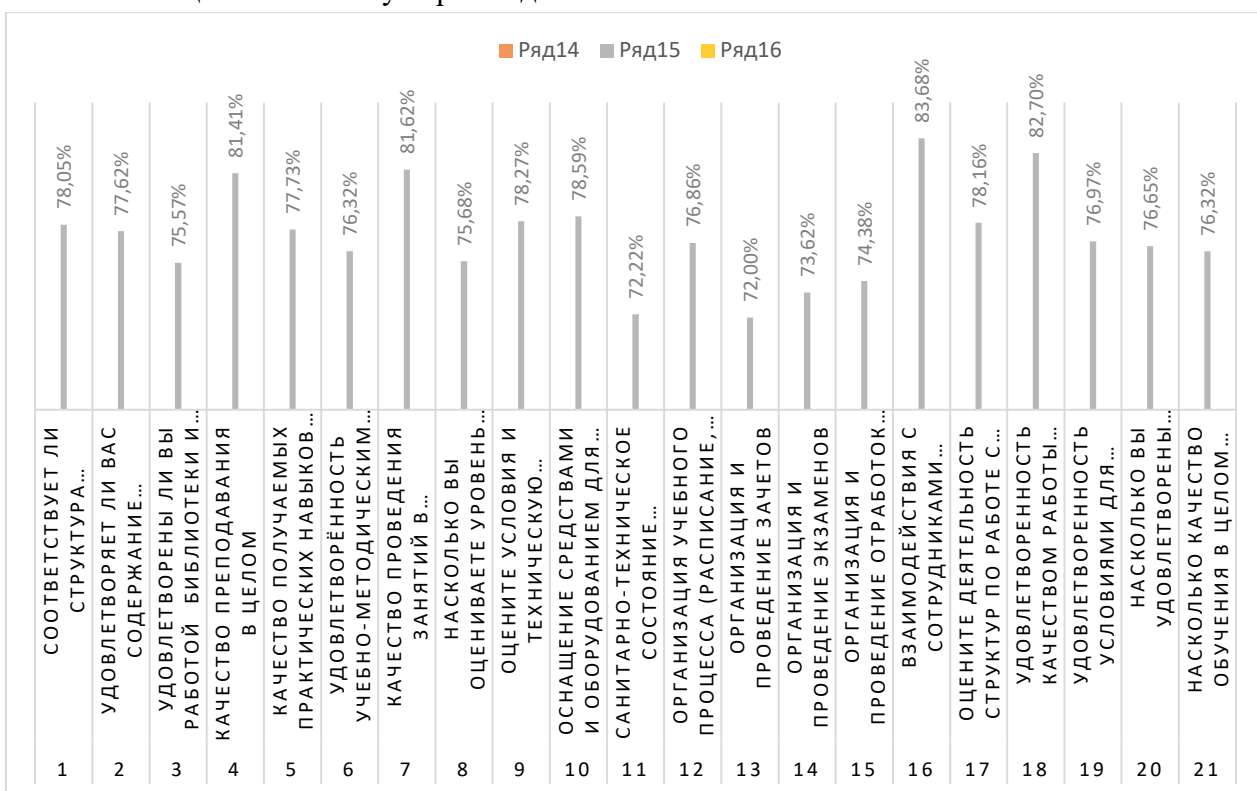 Ряд14 Ряд15 Ряд16
78,05%
77,62%
75,57%
81,41%
77,73%
76,32%
81,62%
75,68%
78,27%
78,59%
72,22%
76,86%
72,00%
73,62%
74,38%
83,68%
78,16%
82,70%
76,97%
76,65%
76,32%
СООТВЕТСТВУЕТ ЛИ
СТРУКТУРА…
УДОВЛЕТВОРЯЕТ ЛИ ВАС
СОДЕРЖАНИЕ…
УДОВЛЕТВОРЕНЫ ЛИ ВЫ
РАБОТОЙ БИБЛИОТЕКИ И…
КАЧЕСТВО ПРЕПОДАВАНИЯ
В ЦЕЛОМ
КАЧЕСТВО ПОЛУЧАЕМЫХ
ПРАКТИЧЕСКИХ НАВЫКОВ…
УДОВЛЕТВОРЁННОСТЬ
УЧЕБНО-МЕТОДИЧЕСКИМ…
КАЧЕСТВО ПРОВЕДЕНИЯ
ЗАНЯТИЙ В…
НАСКОЛЬКО ВЫ
ОЦЕНИВАЕТЕ УРОВЕНЬ…
ОЦЕНИТЕ УСЛОВИЯ И
ТЕХНИЧЕСКУЮ…
ОСНАЩЕНИЕ СРЕДСТВАМИ
И ОБОРУДОВАНИЕМ ДЛЯ…
САНИТАРНО-ТЕХНИЧЕСКОЕ
СОСТОЯНИЕ…
ОРГАНИЗАЦИЯ УЧЕБНОГО
ПРОЦЕССА (РАСПИСАНИЕ,…
ОРГАНИЗАЦИЯ И
ПРОВЕДЕНИЕ ЗАЧЕТОВ
ОРГАНИЗАЦИЯ И
ПРОВЕДЕНИЕ ЭКЗАМЕНОВ
ОРГАНИЗАЦИЯ И
ПРОВЕДЕНИЕ ОТРАБОТОК…
ВЗАИМОДЕЙСТВИЯ С
СОТРУДНИКАМИ…
ОЦЕНИТЕ ДЕЯТЕЛЬНОСТЬ
СТРУКТУР ПО РАБОТЕ С…
УДОВЛЕТВОРЕННОСТЬ
КАЧЕСТВОМ РАБОТЫ…
УДОВЛЕТВОРЕННОСТЬ
УСЛОВИЯМИ ДЛЯ…
НАСКОЛЬКО ВЫ
УДОВЛЕТВОРЕНЫ…
НАСКОЛЬКО КАЧЕСТВО
ОБУЧЕНИЯ В ЦЕЛОМ…
1 2 3 4 5 6 7 8 9 10 11 12 13 14 15 16 17 18 19 20 21